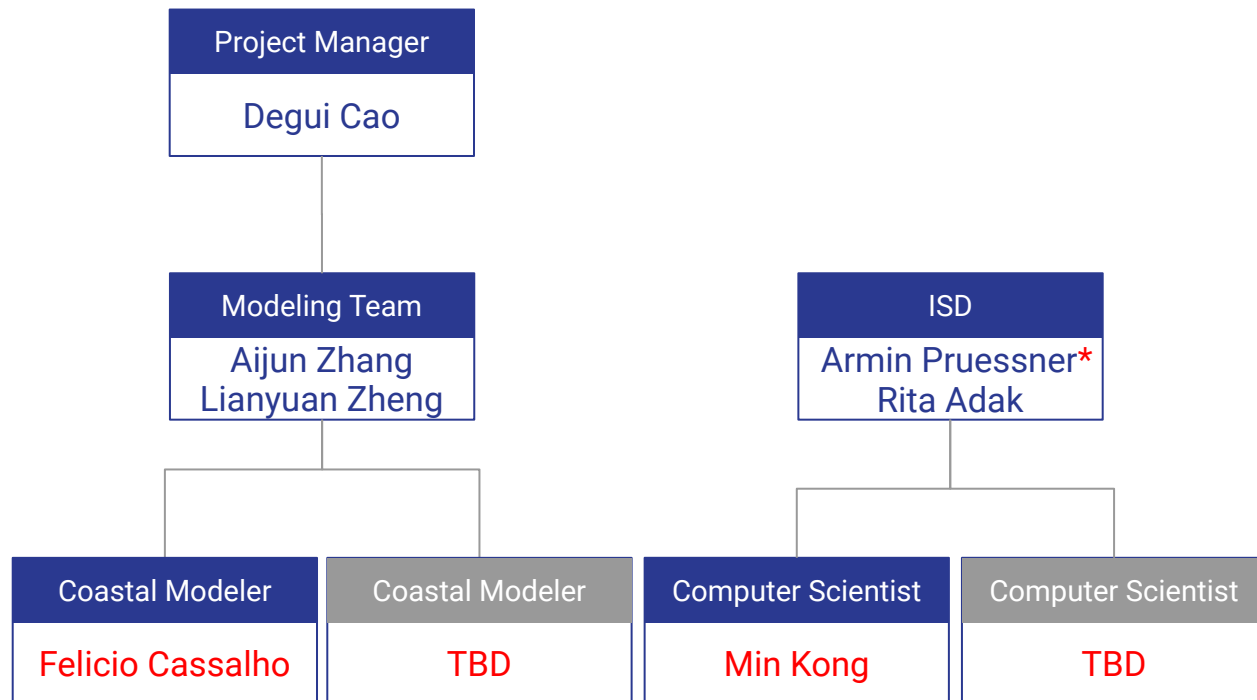 Project Manager
Degui Cao
Modeling Team
Aijun Zhang
Lianyuan Zheng
ISD
Armin Pruessner*
Rita Adak
Coastal Modeler
Felicio Cassalho
Coastal Modeler
TBD
Computer Scientist
Min Kong
Computer Scientist
TBD